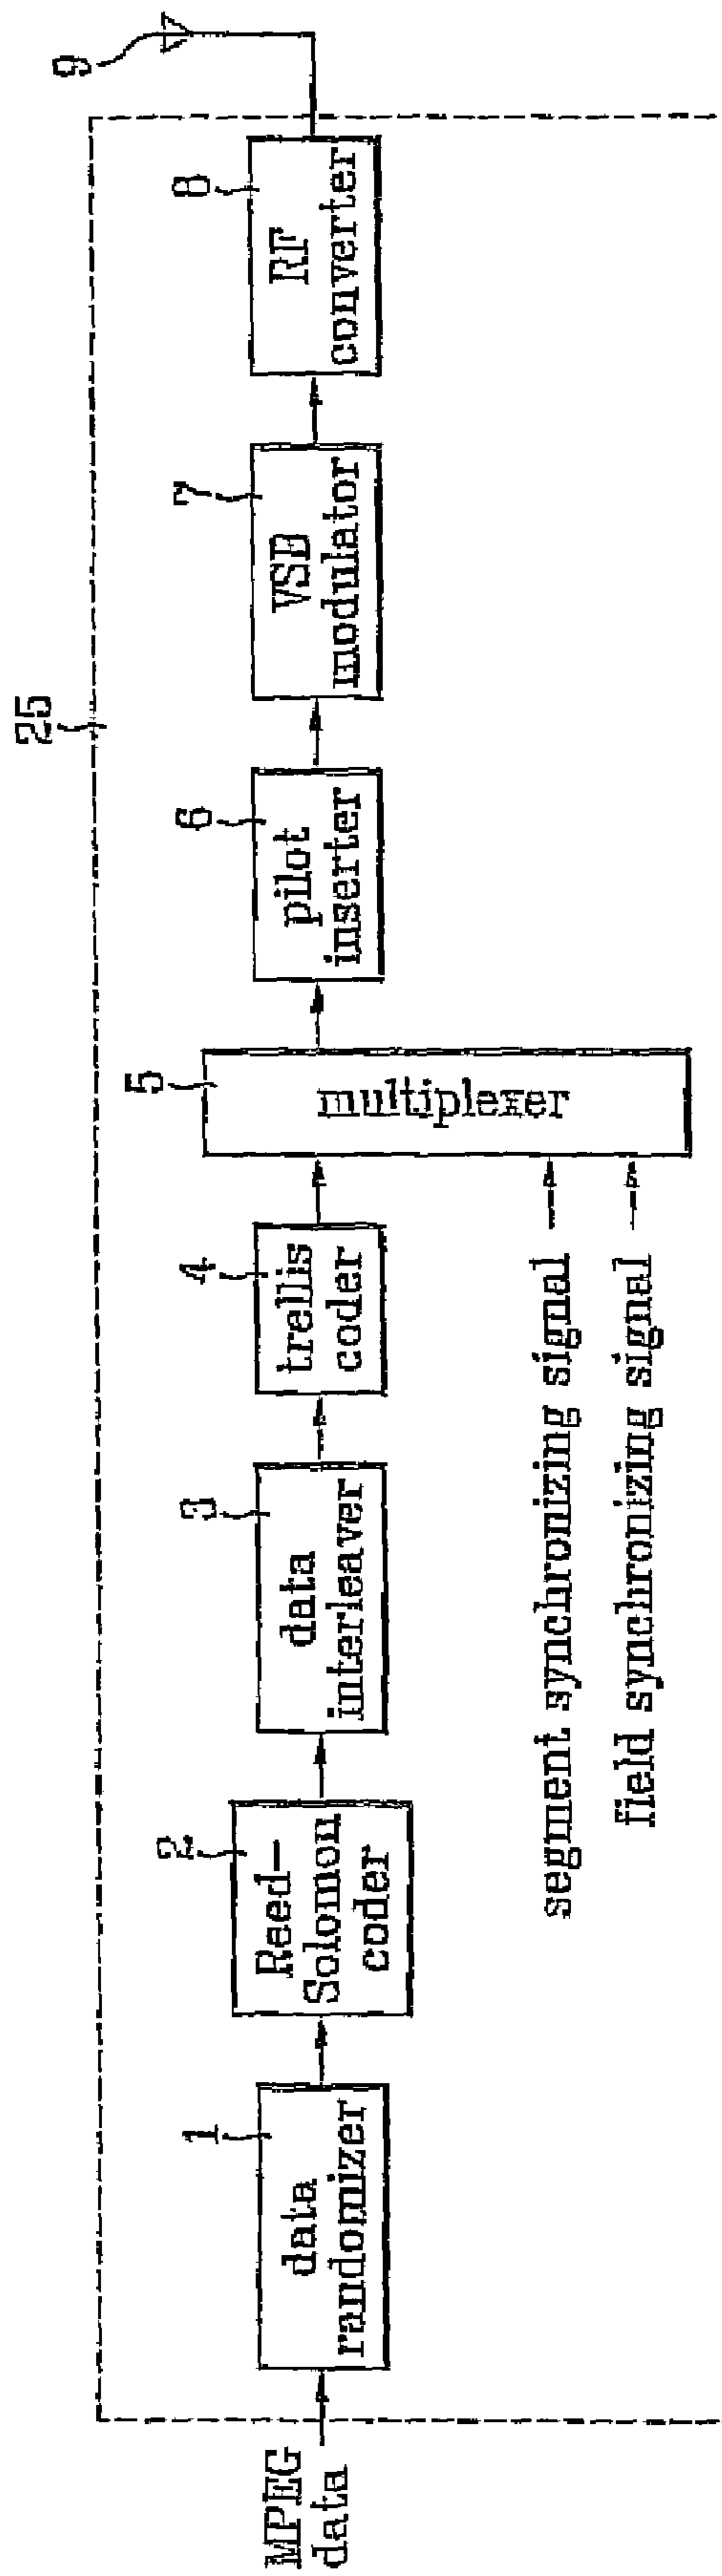 25
MPEG
data
1
data
randomizer
2
Reed-
Solomon
coder
3
data
interleaver
4
trellis
coder
5
multiplexer
6
pilot
inserter
7
VSB
modulator
8
RF
converter
9
segment synchronizing signal
field synchronizing signal